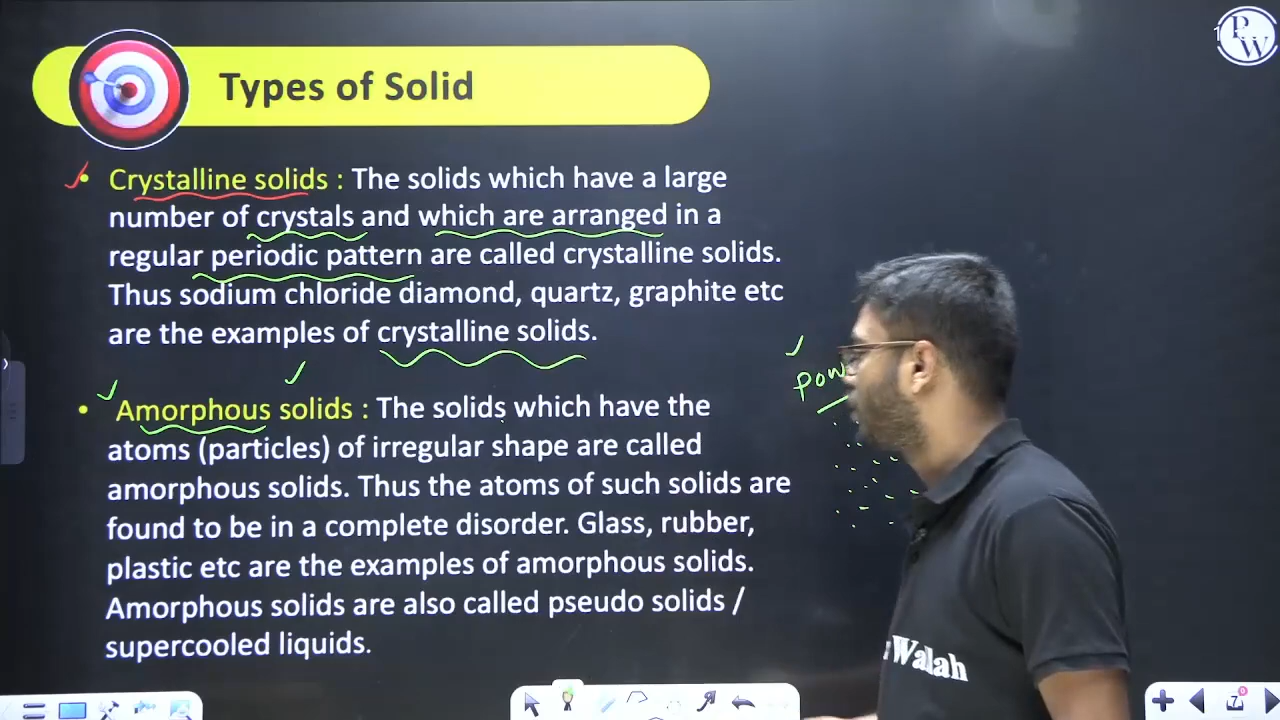 PW
Types of Solid
• Crystalline solids : The solids which have a large
number of crystals and which are arranged in a
regular periodic pattern are called crystalline solids.
Thus sodium chloride diamond, quartz, graphite etc
are the examples of crystalline solids.
• Amorphous solids : The solids which have the
atoms (particles) of irregular shape are called
amorphous solids. Thus the atoms of such solids are
found to be in a complete disorder. Glass, rubber,
plastic etc are the examples of amorphous solids.
Amorphous solids are also called pseudo solids /
supercooled liquids.
Walah